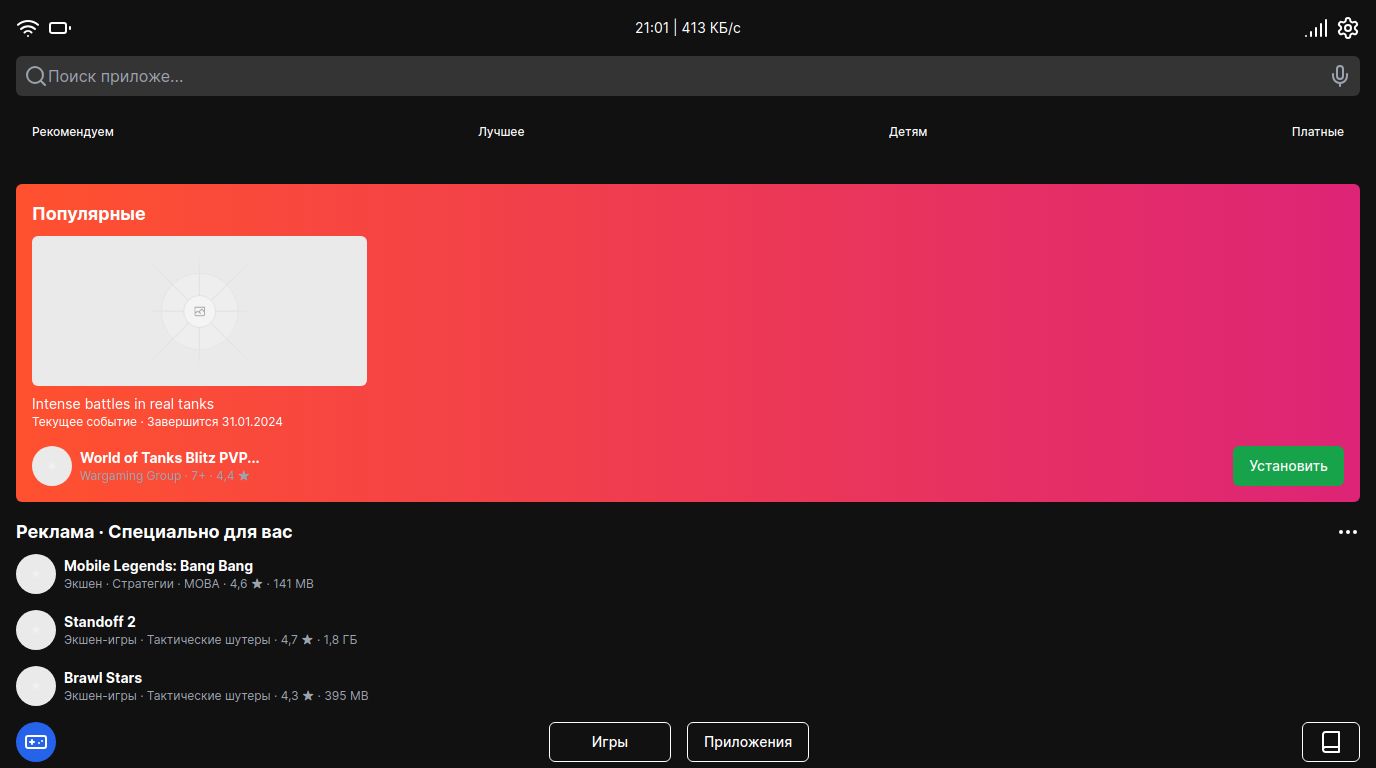 21:01 | 413 КБ/с
Поиск приложе...
Рекомендуем Лучшее Детям Платные
Популярные
Intense battles in real tanks
Текущее событие · Завершится 31.01.2024
World of Tanks Blitz PVP...
Wargaming Group · 7+ · 4,4 ★
Установить
Реклама · Специально для вас
Mobile Legends: Bang Bang
Экшен · Стратегии · MOBA · 4,6 ★ · 141 MB
Standoff 2
Экшен-игры · Тактические шутеры · 4,7 ★ · 1,8 ГБ
Brawl Stars
Экшен-игры · Тактические шутеры · 4,3 ★ · 395 MB
Игры Приложения